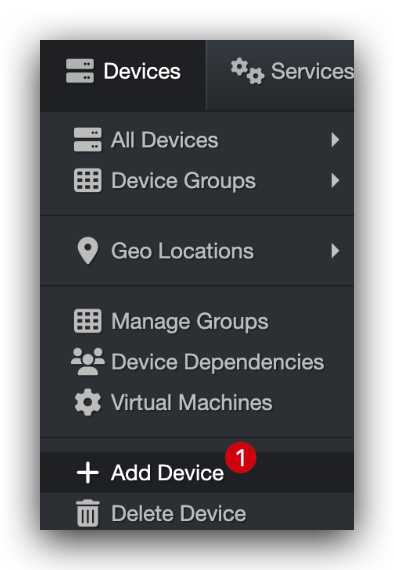 Devices Services
All Devices
Device Groups
Geo Locations
Manage Groups
Device Dependencies
Virtual Machines
Add Device 1
Delete Device